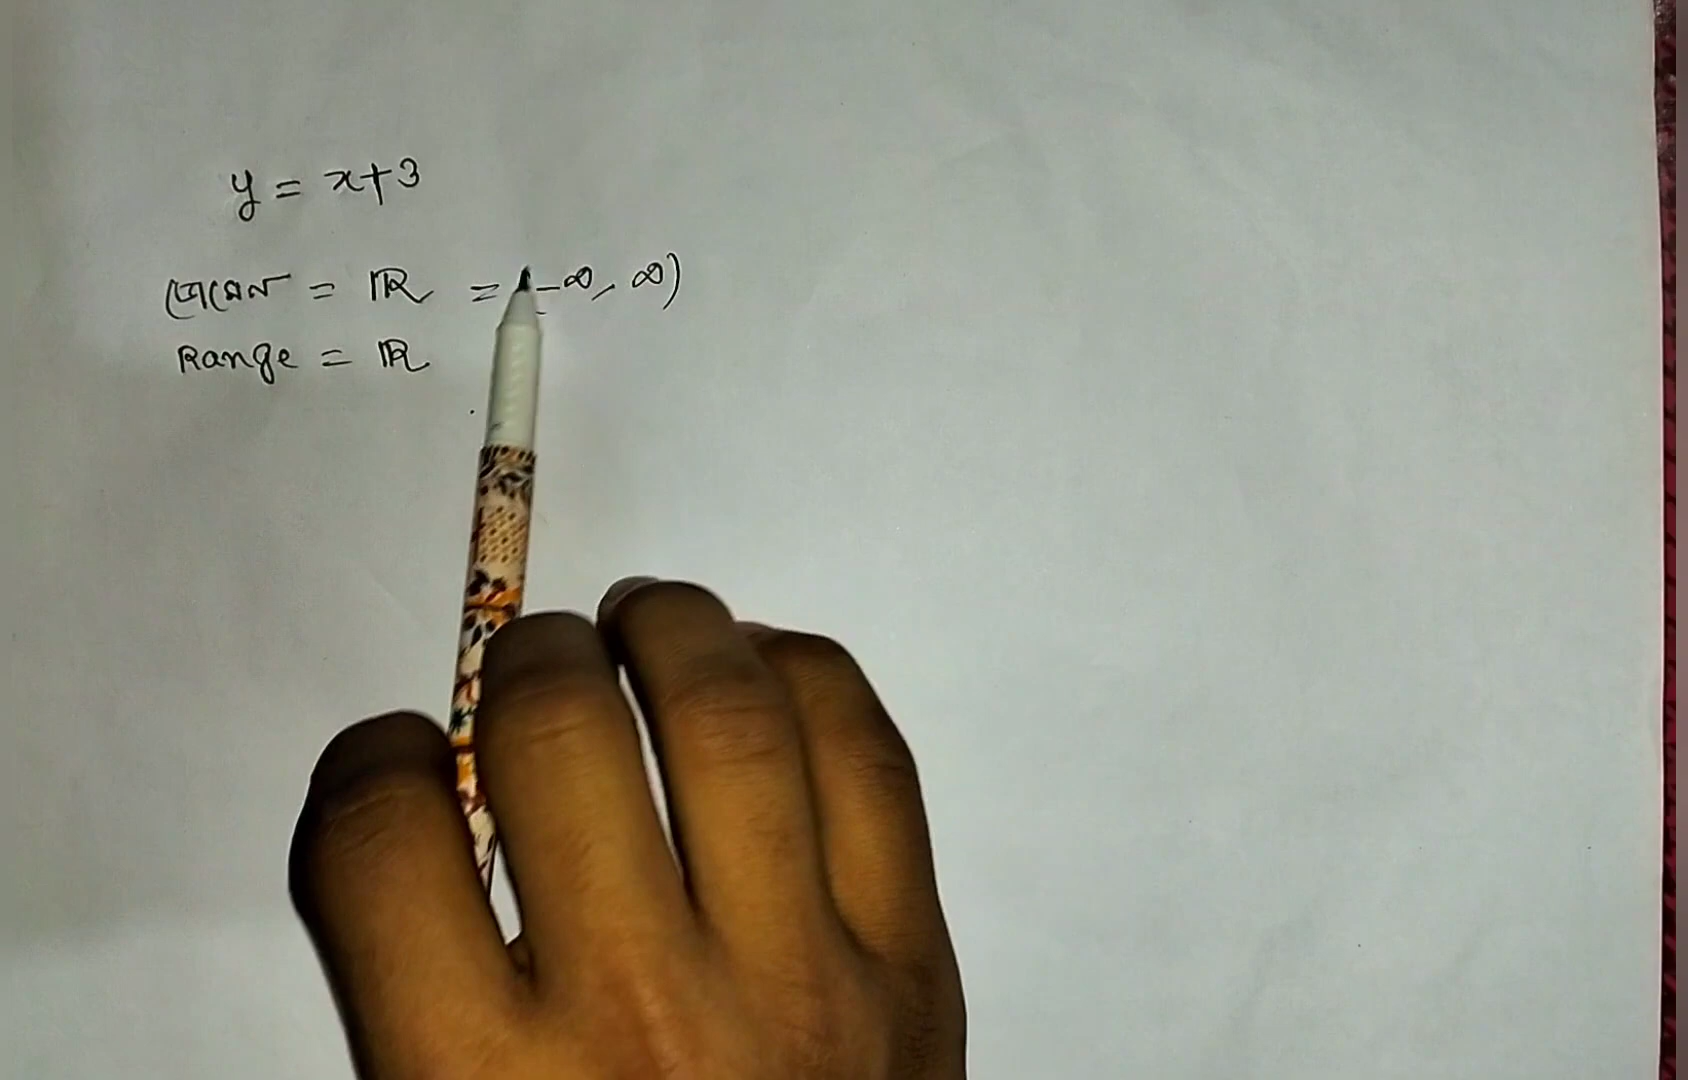 y = x+3
ডোমেন = ℝ = (-∞, ∞)
Range = ℝ